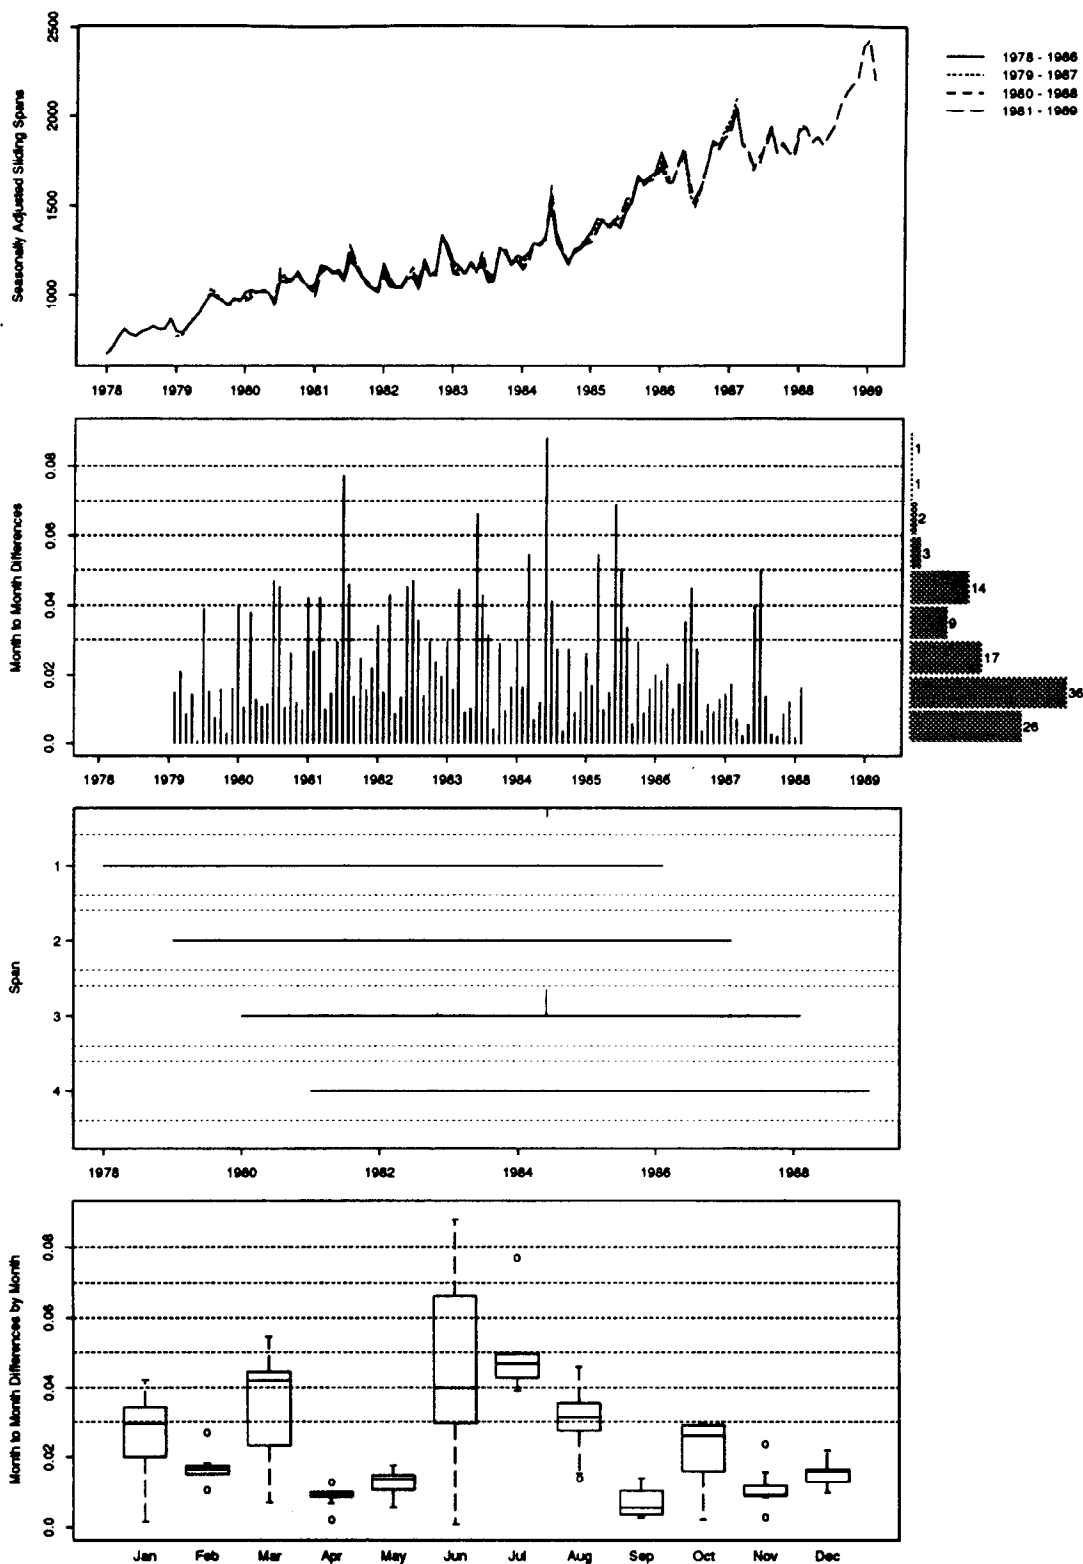 Seasonally Adjusted Sliding Spans
2500
2000
1500
1000
1978 1979 1980 1981 1982 1983 1984 1985 1986 1987 1988 1989
1978 - 1986
1979 - 1987
1980 - 1988
1981 - 1989
Month to Month Differences
0.08
0.06
0.04
0.02
0.0
1978 1979 1980 1981 1982 1983 1984 1985 1986 1987 1988 1989
1
1
2
3
14
9
17
36
26
Span
1
2
3
4
1978 1980 1982 1984 1986 1988
Month to Month Differences by Month
0.08
0.06
0.04
0.02
0.0
Jan Feb Mar Apr May Jun Jul Aug Sep Oct Nov Dec